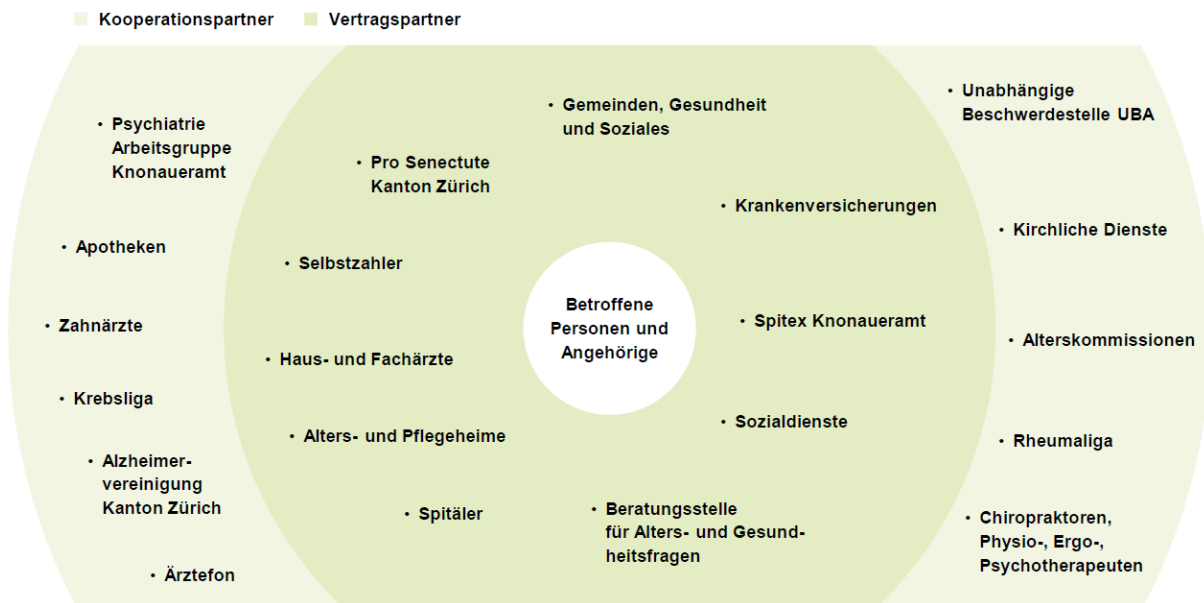 Kooperationspartner
Vertragspartner
• Psychiatrie
Arbeitsgruppe
Knonaueramt
• Apotheken
• Zahnärzte
• Krebsliga
• Alzheimer-
vereinigung
Kanton Zürich
• Ärztefon
• Pro Senectute
Kanton Zürich
• Selbstzahler
• Haus- und Fachärzte
• Alters- und Pflegeheime
• Spitäler
• Gemeinden, Gesundheit
und Soziales
• Krankenversicherungen
• Spitex Knonaueramt
• Sozialdienste
• Beratungsstelle
für Alters- und Gesund-
heitsfragen
Betroffene
Personen und
Angehörige
• Unabhängige
Beschwerdestelle UBA
• Kirchliche Dienste
• Alterskommissionen
• Rheumaliga
• Chiropraktoren,
Physio-, Ergo-,
Psychotherapeuten